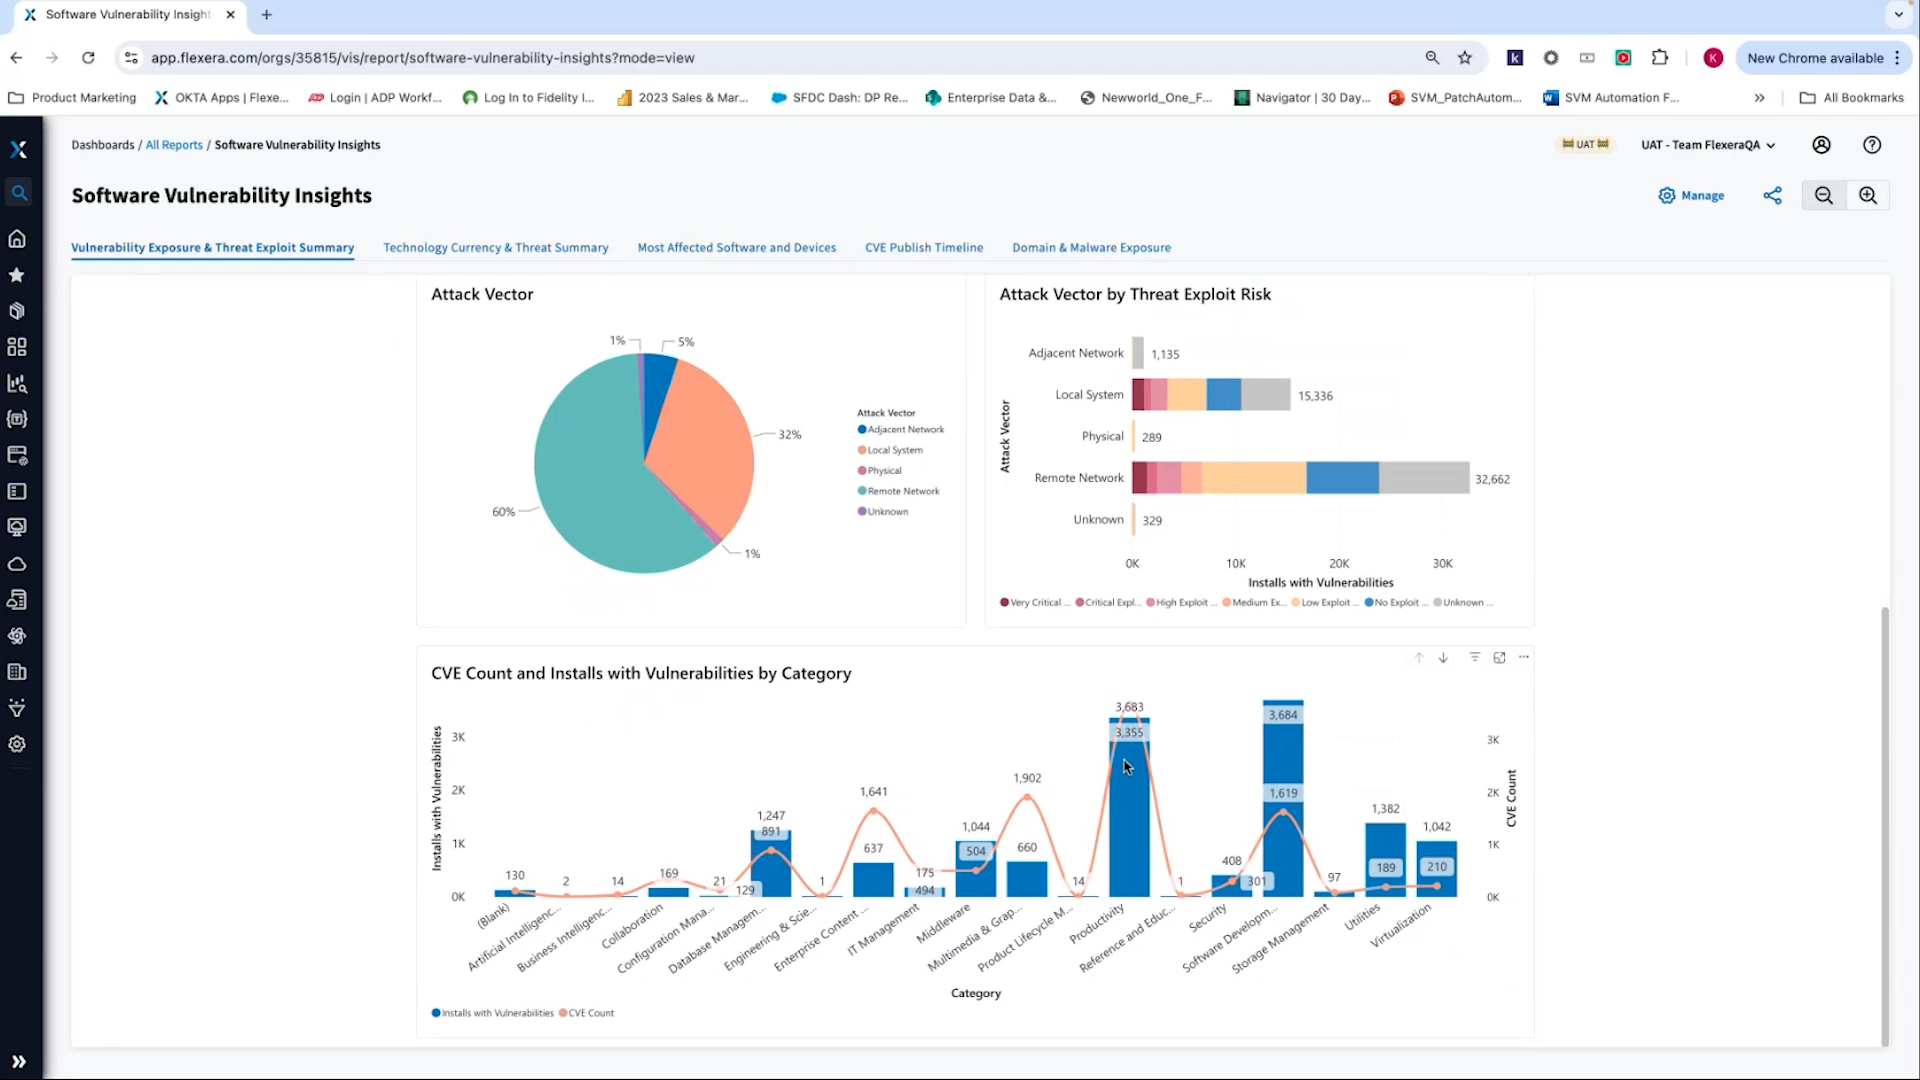 Software Vulnerability Insight
app.flexera.com/orgs/35815/vis/report/software-vulnerability-insights?mode=view
K
New Chrome available
Product Marketing
OKTA Apps | Flexe...
Login | ADP Workf...
Log In to Fidelity I...
2023 Sales & Mar...
SFDC Dash: DP Re...
Enterprise Data &...
Newworld_One_F...
Navigator | 30 Day...
SVM_PatchAutom...
SVM Automation F...
All Bookmarks
Dashboards / All Reports / Software Vulnerability Insights
UAT
UAT - Team FlexeraQA
Software Vulnerability Insights
Manage
Vulnerability Exposure & Threat Exploit Summary
Technology Currency & Threat Summary
Most Affected Software and Devices
CVE Publish Timeline
Domain & Malware Exposure
Attack Vector
1%
5%
32%
60%
1%
Attack Vector
Adjacent Network
Local System
Physical
Remote Network
Unknown
Attack Vector by Threat Exploit Risk
Attack Vector
Adjacent Network 1,135
Local System 15,336
Physical 289
Remote Network 32,662
Unknown 329
0K 10K 20K 30K
Installs with Vulnerabilities
Very Critical ... Critical Expl... High Exploit ... Medium Ex... Low Exploit ... No Exploit ... Unknown ...
CVE Count and Installs with Vulnerabilities by Category
Installs with Vulnerabilities
3K
2K
1K
0K
130
2
14
169
21
129
1,247
891
1
1,641
637
175
494
1,044
504
1,902
660
14
3,683
3,355
1
408
301
3,684
1,619
97
1,382
189
1,042
210
3K
2K
1K
0K
CVE Count
(Blank)
Artificial Intelligenc...
Business Intelligenc...
Collaboration
Configuration Mana...
Database Managem...
Engineering & Scie...
Enterprise Content ...
IT Management
Middleware
Multimedia & Grap...
Product Lifecycle M...
Productivity
Reference and Educ...
Security
Software Developm...
Storage Management
Utilities
Virtualization
Category
Installs with Vulnerabilities CVE Count